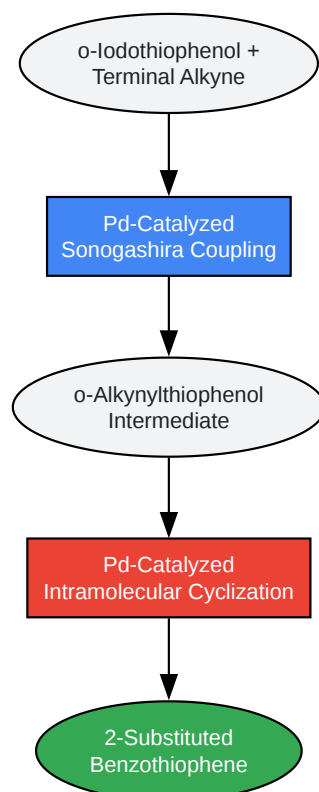 o-Iodothiophenol +
Terminal Alkyne
Pd-Catalyzed
Sonogashira Coupling
o-Alkynylthiophenol
Intermediate
Pd-Catalyzed
Intramolecular Cyclization
2-Substituted
Benzothiophene